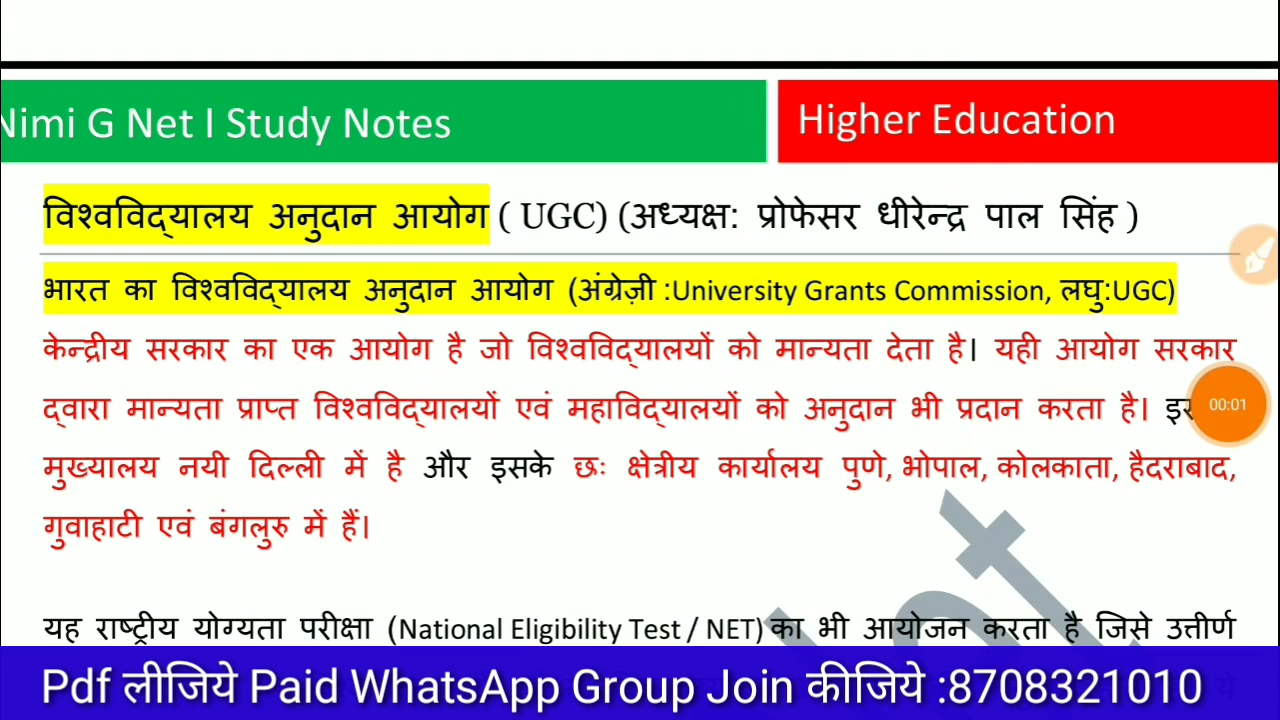 Nimi G Net I Study Notes
Higher Education
विश्वविद्यालय अनुदान आयोग ( UGC) (अध्यक्ष: प्रोफेसर धीरेन्द्र पाल सिंह )
भारत का विश्वविद्यालय अनुदान आयोग (अंग्रेज़ी :University Grants Commission, लघु:UGC)
केन्द्रीय सरकार का एक आयोग है जो विश्वविद्यालयों को मान्यता देता है। यही आयोग सरकार
द्वारा मान्यता प्राप्त विश्वविद्यालयों एवं महाविद्यालयों को अनुदान भी प्रदान करता है।
00:01
मुख्यालय नयी दिल्ली में है और इसके छः क्षेत्रीय कार्यालय पुणे, भोपाल, कोलकाता, हैदराबाद,
गुवाहाटी एवं बंगलुरु में हैं।
यह राष्ट्रीय योग्यता परीक्षा (National Eligibility Test / NET) का भी आयोजन करता है जिसे उत्तीर्ण
Pdf लीजिये Paid WhatsApp Group Join कीजिये :8708321010